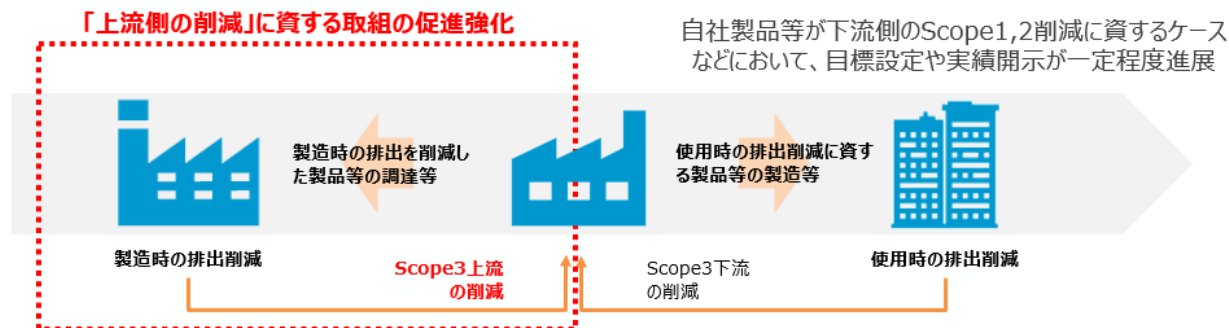 「上流側の削減」に資する取組の促進強化
自社製品等が下流側のScope1,2削減に資するケース
などにおいて、目標設定や実績開示が一定程度進展
製造時の排出を削減し
た製品等の調達等
使用時の排出削減に資す
る製品等の製造等
製造時の排出削減
Scope3上流
の削減
Scope3下流
の削減
使用時の排出削減